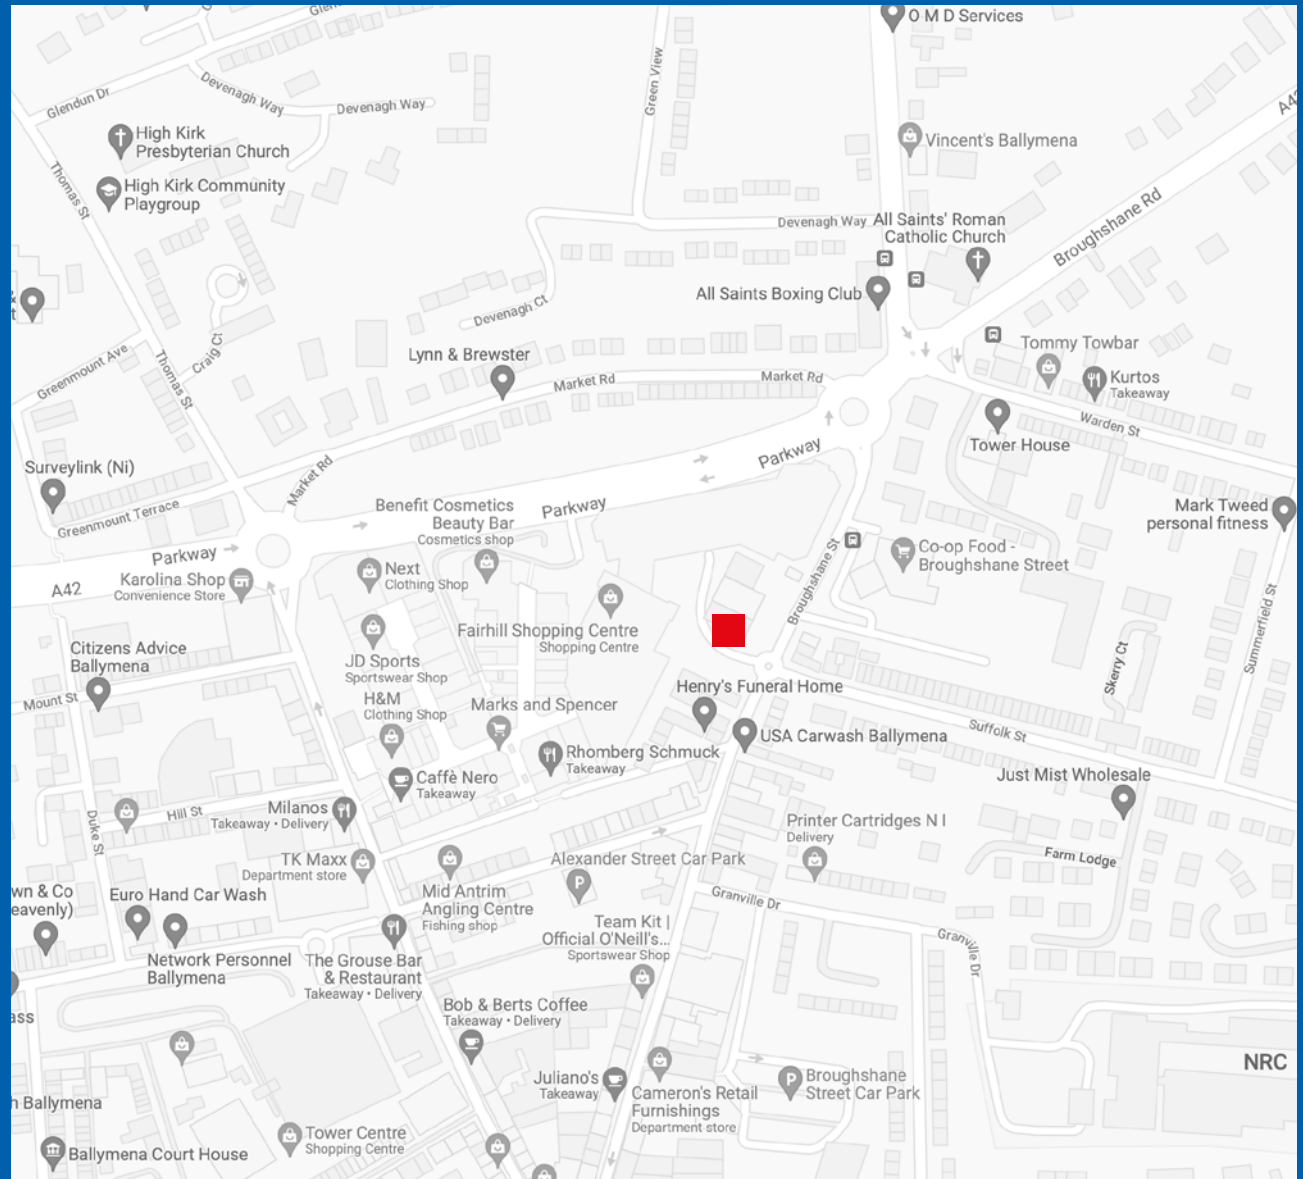 O M D Services
Glendun Dr
Devenagh Way
Devenagh Way
Green View
A42
High Kirk
Presbyterian Church
Vincent's Ballymena
High Kirk Community
Playgroup
Thomas St
Broughshane Rd
Devenagh Way
All Saints' Roman
Catholic Church
All Saints Boxing Club
Devenagh Ct
Craig Ct
Tommy Towbar
Greenmount Ave
Thomas St
Lynn & Brewster
Market Rd
Market Rd
Kurtos
Takeaway
Warden St
Tower House
Parkway
Surveylink (Ni)
Market Rd
Greenmount Terrace
Benefit Cosmetics
Beauty Bar
Cosmetics shop
Parkway
Mark Tweed
personal fitness
Parkway
A42
Karolina Shop
Convenience Store
Next
Clothing Shop
Broughshane St
Co-op Food -
Broughshane Street
Summerfield St
Citizens Advice
Ballymena
JD Sports
Sportswear Shop
Fairhill Shopping Centre
Shopping Centre
Skerry Ct
Mount St
H&M
Clothing Shop
Marks and Spencer
Henry's Funeral Home
USA Carwash Ballymena
Suffolk St
Rhomberg Schmuck
Takeaway
Caffè Nero
Takeaway
Just Mist Wholesale
Hill St
Milanos
Takeaway • Delivery
Duke St
Printer Cartridges N I
Delivery
TK Maxx
Department store
Alexander Street Car Park
P
Farm Lodge
wn & Co
eavenly)
Euro Hand Car Wash
Mid Antrim
Angling Centre
Fishing shop
Granville Dr
Team Kit |
Official O'Neill's...
Sportswear Shop
Granville Dr
Network Personnel
Ballymena
The Grouse Bar
& Restaurant
Takeaway • Delivery
ass
Bob & Berts Coffee
Takeaway • Delivery
NRC
Juliano's
Takeaway
Cameron's Retail
Furnishings
Department store
P
Broughshane
Street Car Park
h Ballymena
Tower Centre
Shopping Centre
Ballymena Court House